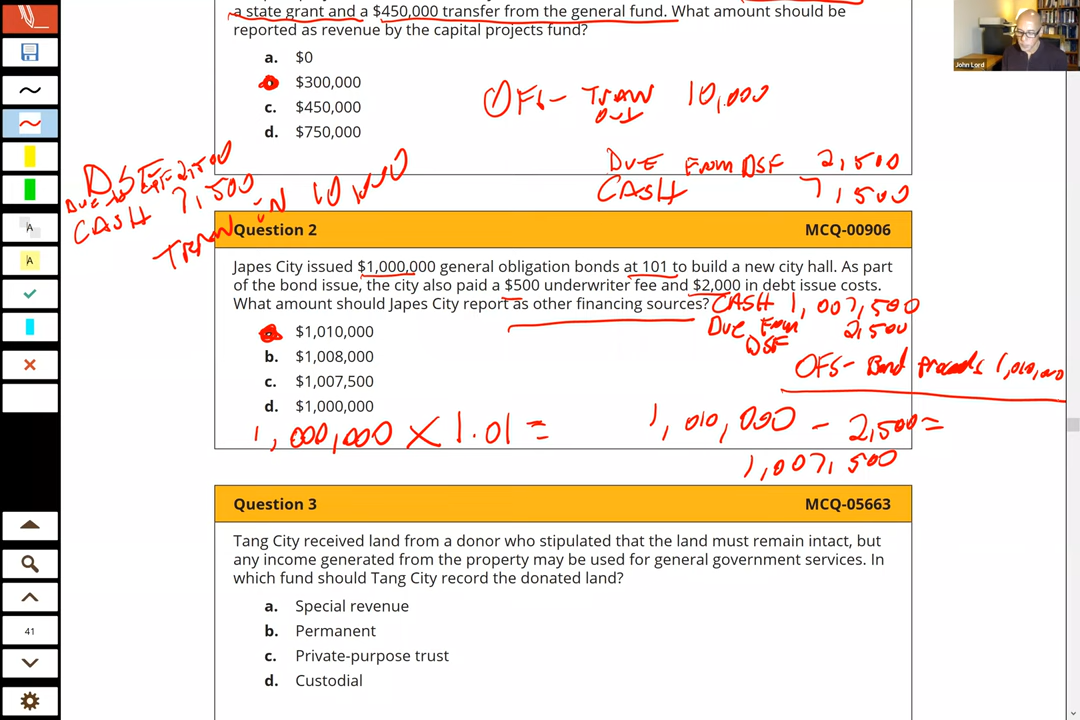 a state grant and a $450,000 transfer from the general fund. What amount should be
reported as revenue by the capital projects fund?
a. $0
$300,000
c. $450,000
d. $750,000
OFS- TRAN OUT 10,000
DUE FROM DSF 2,500
CASH 7,500
DSF
2,500
CASH 7,500
TRAN IN 10,000
John Lord
Question 2 MCQ-00906
Japes City issued $1,000,000 general obligation bonds at 101 to build a new city hall. As part
of the bond issue, the city also paid a $500 underwriter fee and $2,000 in debt issue costs.
What amount should Japes City report as other financing sources?
CASH 1,007,500
DUE FROM DSF 2,500
OFS- Bond Proceeds 1,010,000
$1,010,000
b. $1,008,000
c. $1,007,500
d. $1,000,000
1,000,000 X 1.01 = 1,010,000 - 2,500 =
1,007,500
Question 3 MCQ-05663
Tang City received land from a donor who stipulated that the land must remain intact, but
any income generated from the property may be used for general government services. In
which fund should Tang City record the donated land?
a. Special revenue
b. Permanent
c. Private-purpose trust
d. Custodial
A
A
41